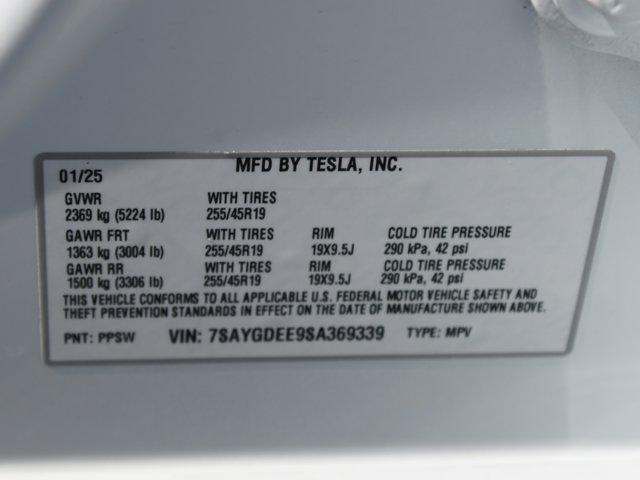 MFD BY TESLA, INC.
01/25
GVWR WITH TIRES
2369 kg (5224 lb) 255/45R19
GAWR FRT WITH TIRES RIM COLD TIRE PRESSURE
1363 kg (3004 lb) 255/45R19 19X9.5J 290 kPa, 42 psi
GAWR RR WITH TIRES RIM COLD TIRE PRESSURE
1500 kg (3306 lb) 255/45R19 19X9.5J 290 kPa, 42 psi
THIS VEHICLE CONFORMS TO ALL APPLICABLE U.S. FEDERAL MOTOR VEHICLE SAFETY AND
THEFT PREVENTION STANDARDS IN EFFECT ON THE DATE OF MANUFACTURE SHOWN ABOVE.
PNT: PPSW VIN: 7SAYGDEE9SA369339 TYPE: MPV